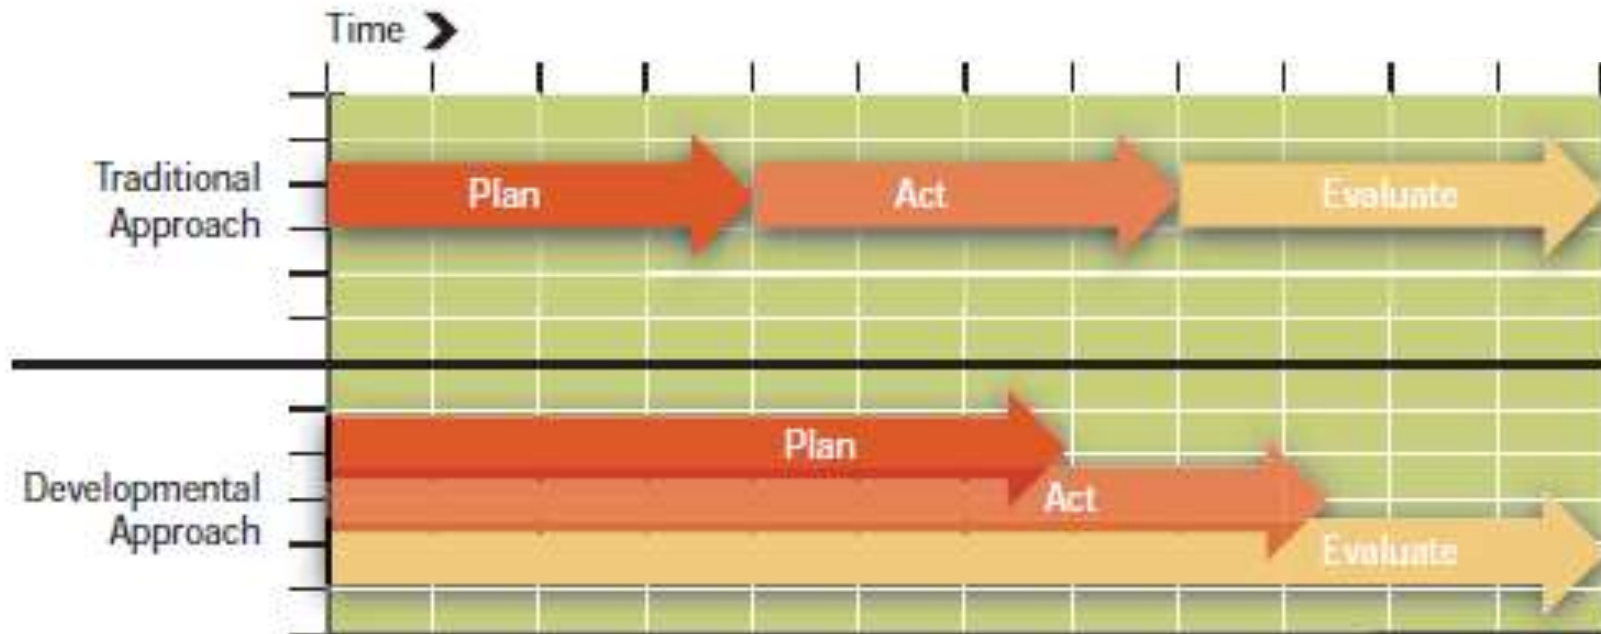 Time
Traditional
Approach
Plan
Act
Evaluate
Developmental
Approach
Plan
Act
Evaluate